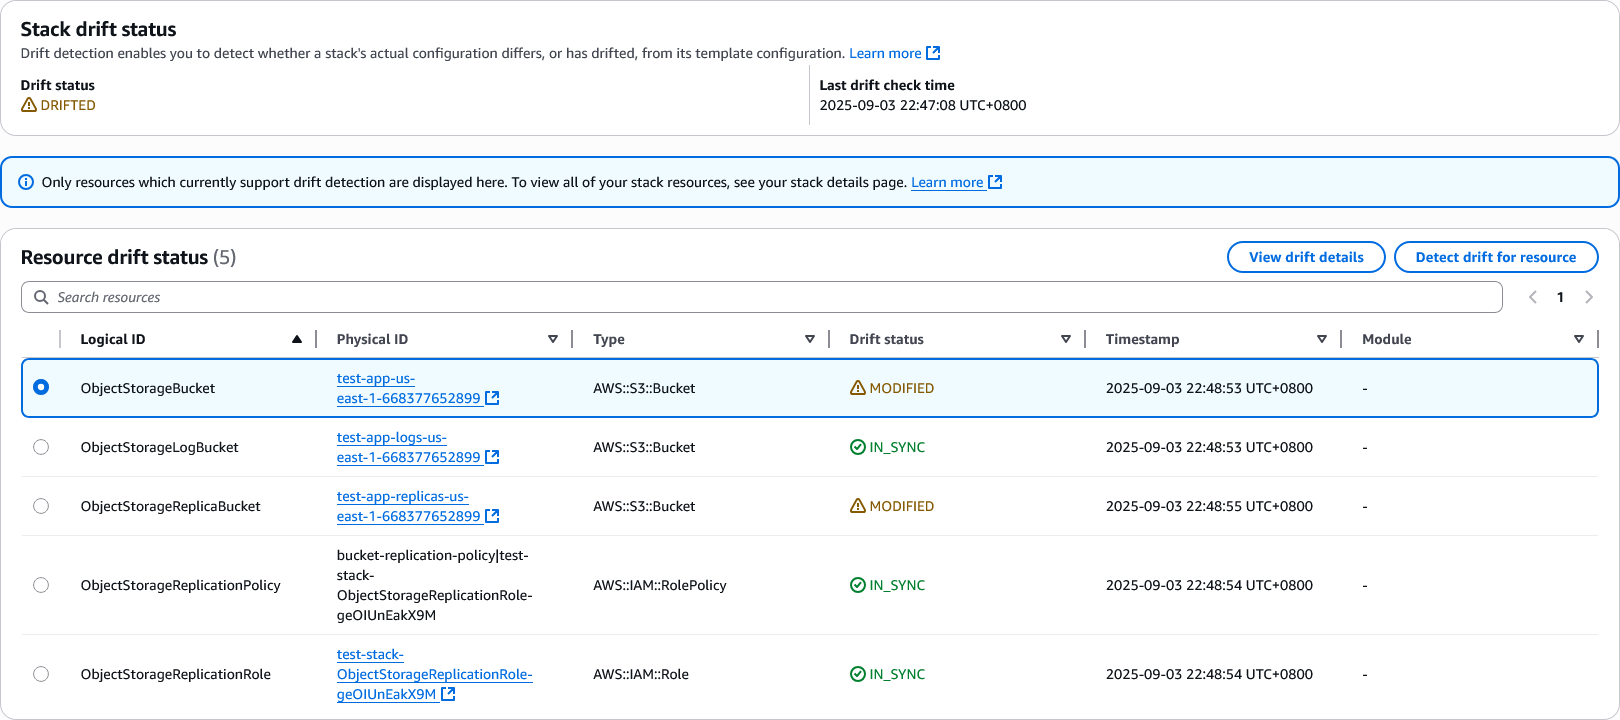 Stack drift status
Drift detection enables you to detect whether a stack's actual configuration differs, or has drifted, from its template configuration. Learn more
Drift status
DRIFTED
Last drift check time
2025-09-03 22:47:08 UTC+0800
Only resources which currently support drift detection are displayed here. To view all of your stack resources, see your stack details page. Learn more
Resource drift status (5)
View drift details
Detect drift for resource
Search resources
1
Logical ID
Physical ID
Type
Drift status
Timestamp
Module
ObjectStorageBucket
test-app-us-
east-1-668377652899
AWS::S3::Bucket
MODIFIED
2025-09-03 22:48:53 UTC+0800
-
ObjectStorageLogBucket
test-app-logs-us-
east-1-668377652899
AWS::S3::Bucket
IN_SYNC
2025-09-03 22:48:53 UTC+0800
-
ObjectStorageReplicaBucket
test-app-replicas-us-
east-1-668377652899
AWS::S3::Bucket
MODIFIED
2025-09-03 22:48:55 UTC+0800
-
ObjectStorageReplicationPolicy
bucket-replication-policy|test-
stack-
ObjectStorageReplicationRole-
geOIUnEakX9M
AWS::IAM::RolePolicy
IN_SYNC
2025-09-03 22:48:54 UTC+0800
-
ObjectStorageReplicationRole
test-stack-
ObjectStorageReplicationRole-
geOIUnEakX9M
AWS::IAM::Role
IN_SYNC
2025-09-03 22:48:54 UTC+0800
-